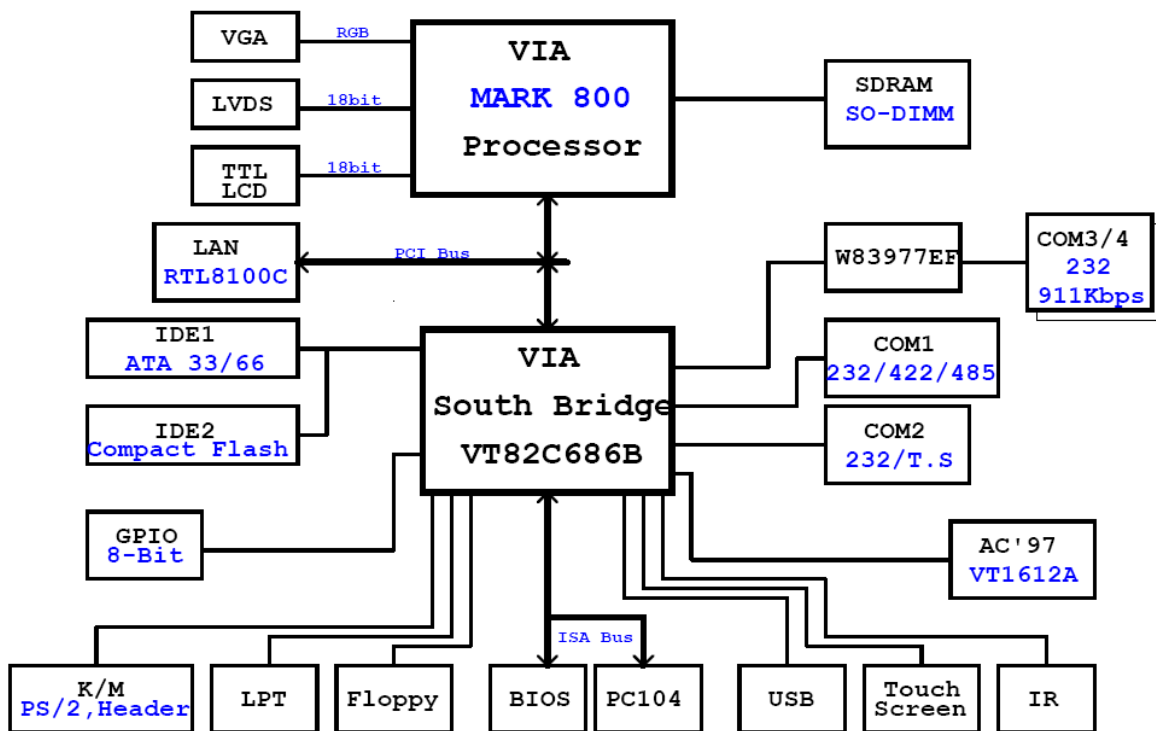 VGA
RGB
VIA
MARK 800
Processor
LVDS
18bit
TTL
LCD
18bit
SDRAM
SO-DIMM
LAN
RTL8100C
PCI Bus
W83977EF
COM3/4
232
911Kbps
IDE1
ATA 33/66
IDE2
Compact Flash
VIA
South Bridge
VT82C686B
COM1
232/422/485
COM2
232/T.S
GPIO
8-Bit
AC'97
VT1612A
ISA Bus
K/M
PS/2,Header
LPT
Floppy
BIOS
PC104
USB
Touch
Screen
IR